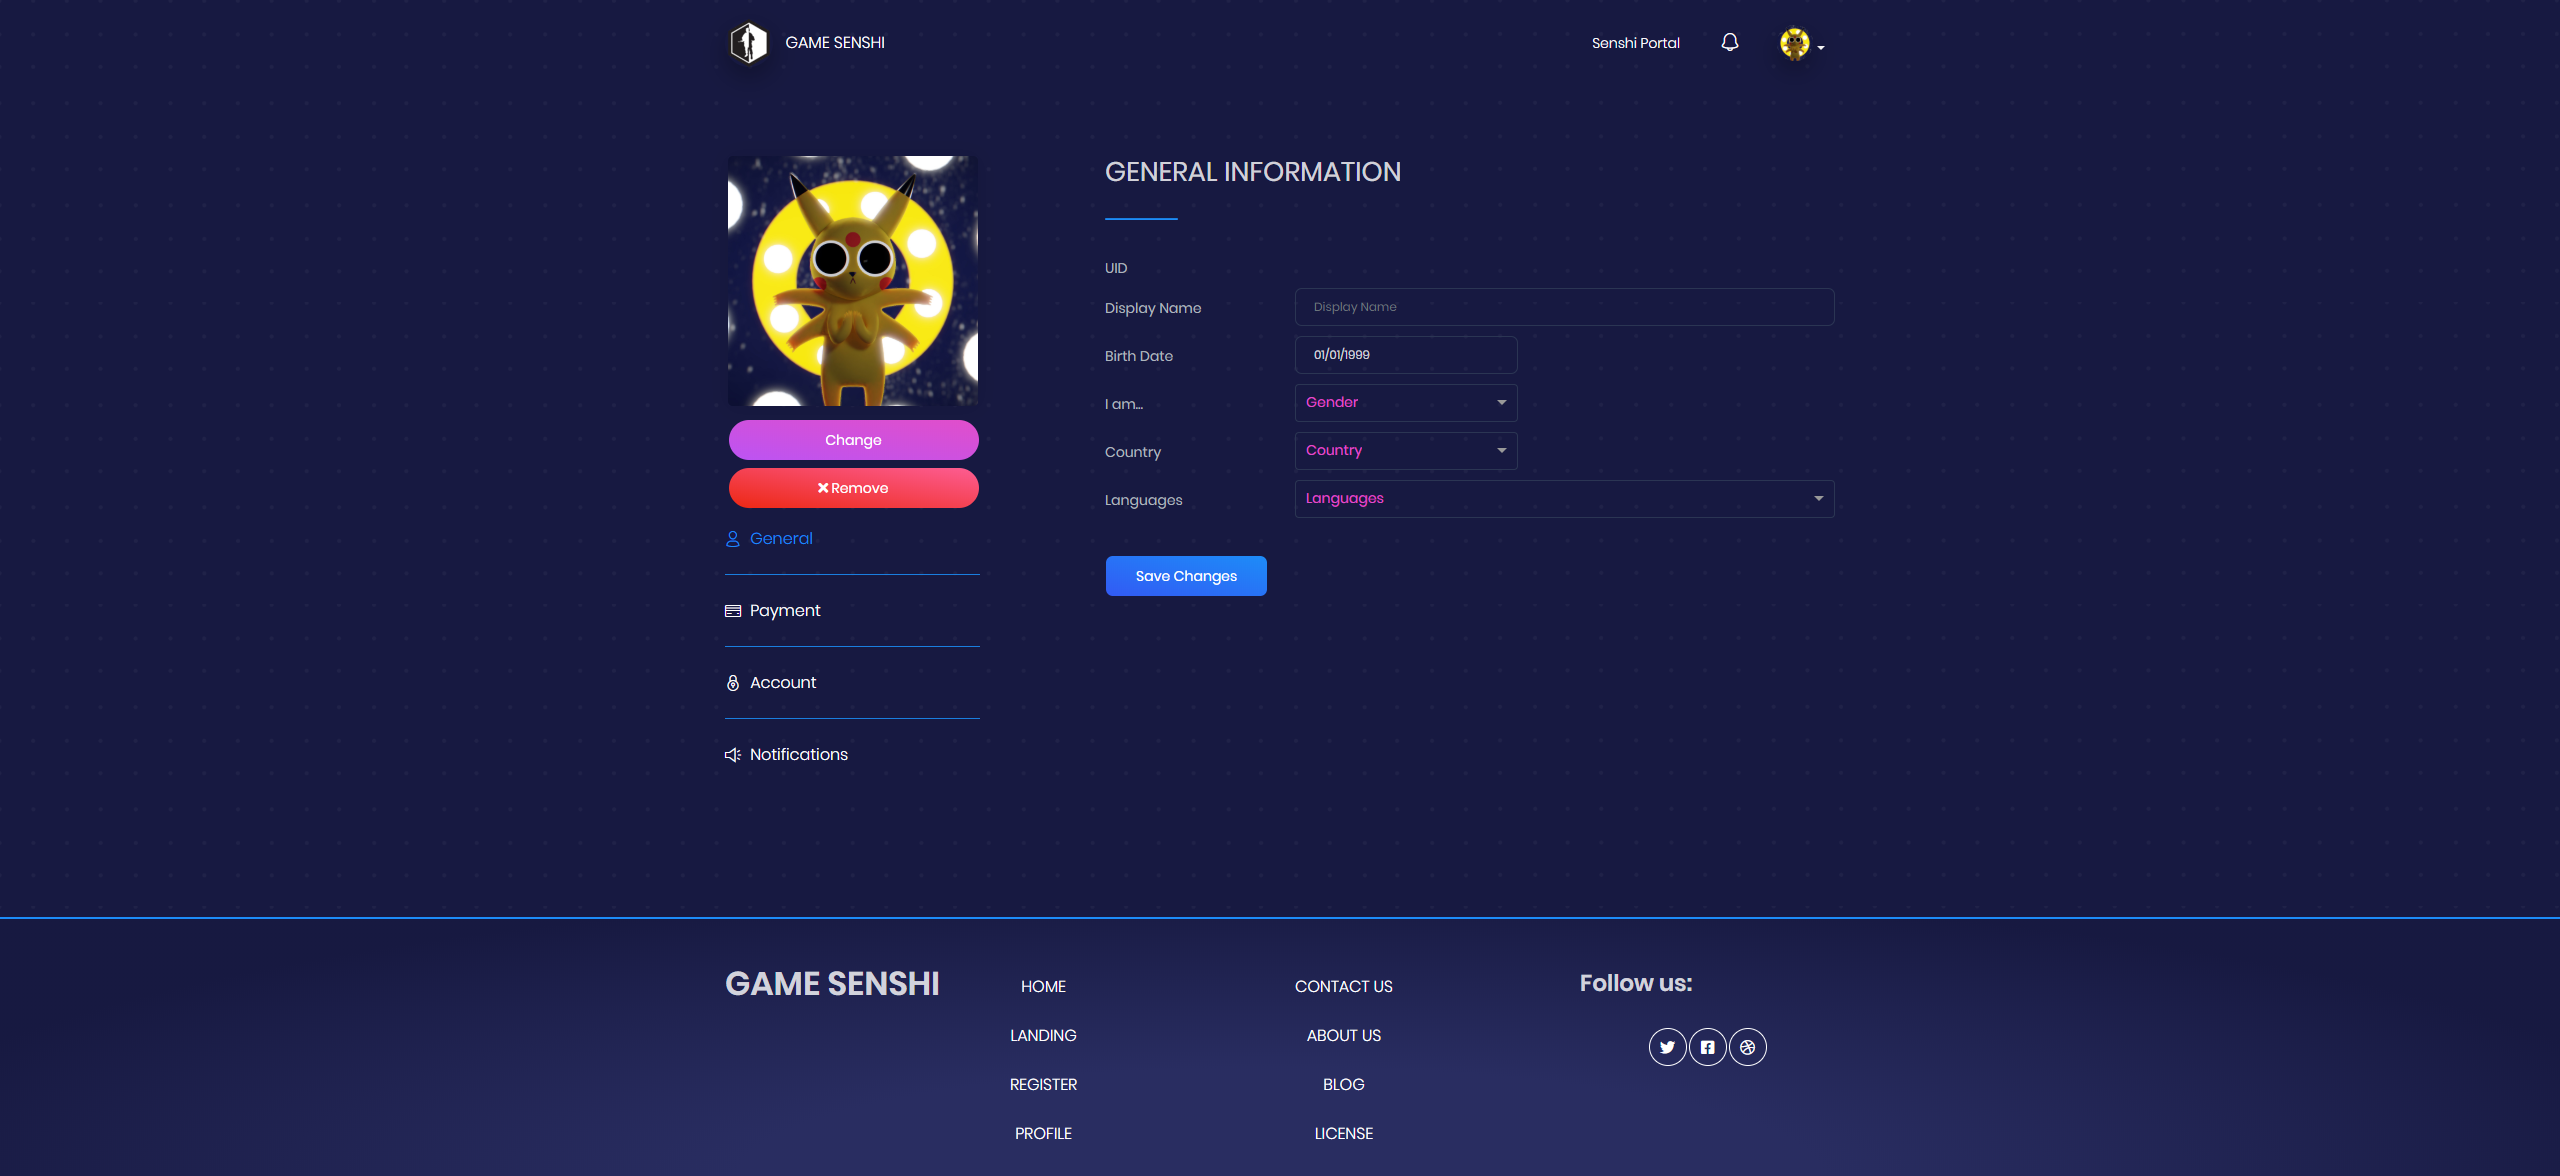 GAME SENSHI
Senshi Portal
GENERAL INFORMATION
UID
Display Name
Display Name
Birth Date
01/01/1999
I am...
Gender
Country
Country
Languages
Languages
Save Changes
Change
Remove
General
Payment
Account
Notifications
GAME SENSHI
HOME
LANDING
REGISTER
PROFILE
CONTACT US
ABOUT US
BLOG
LICENSE
Follow us: